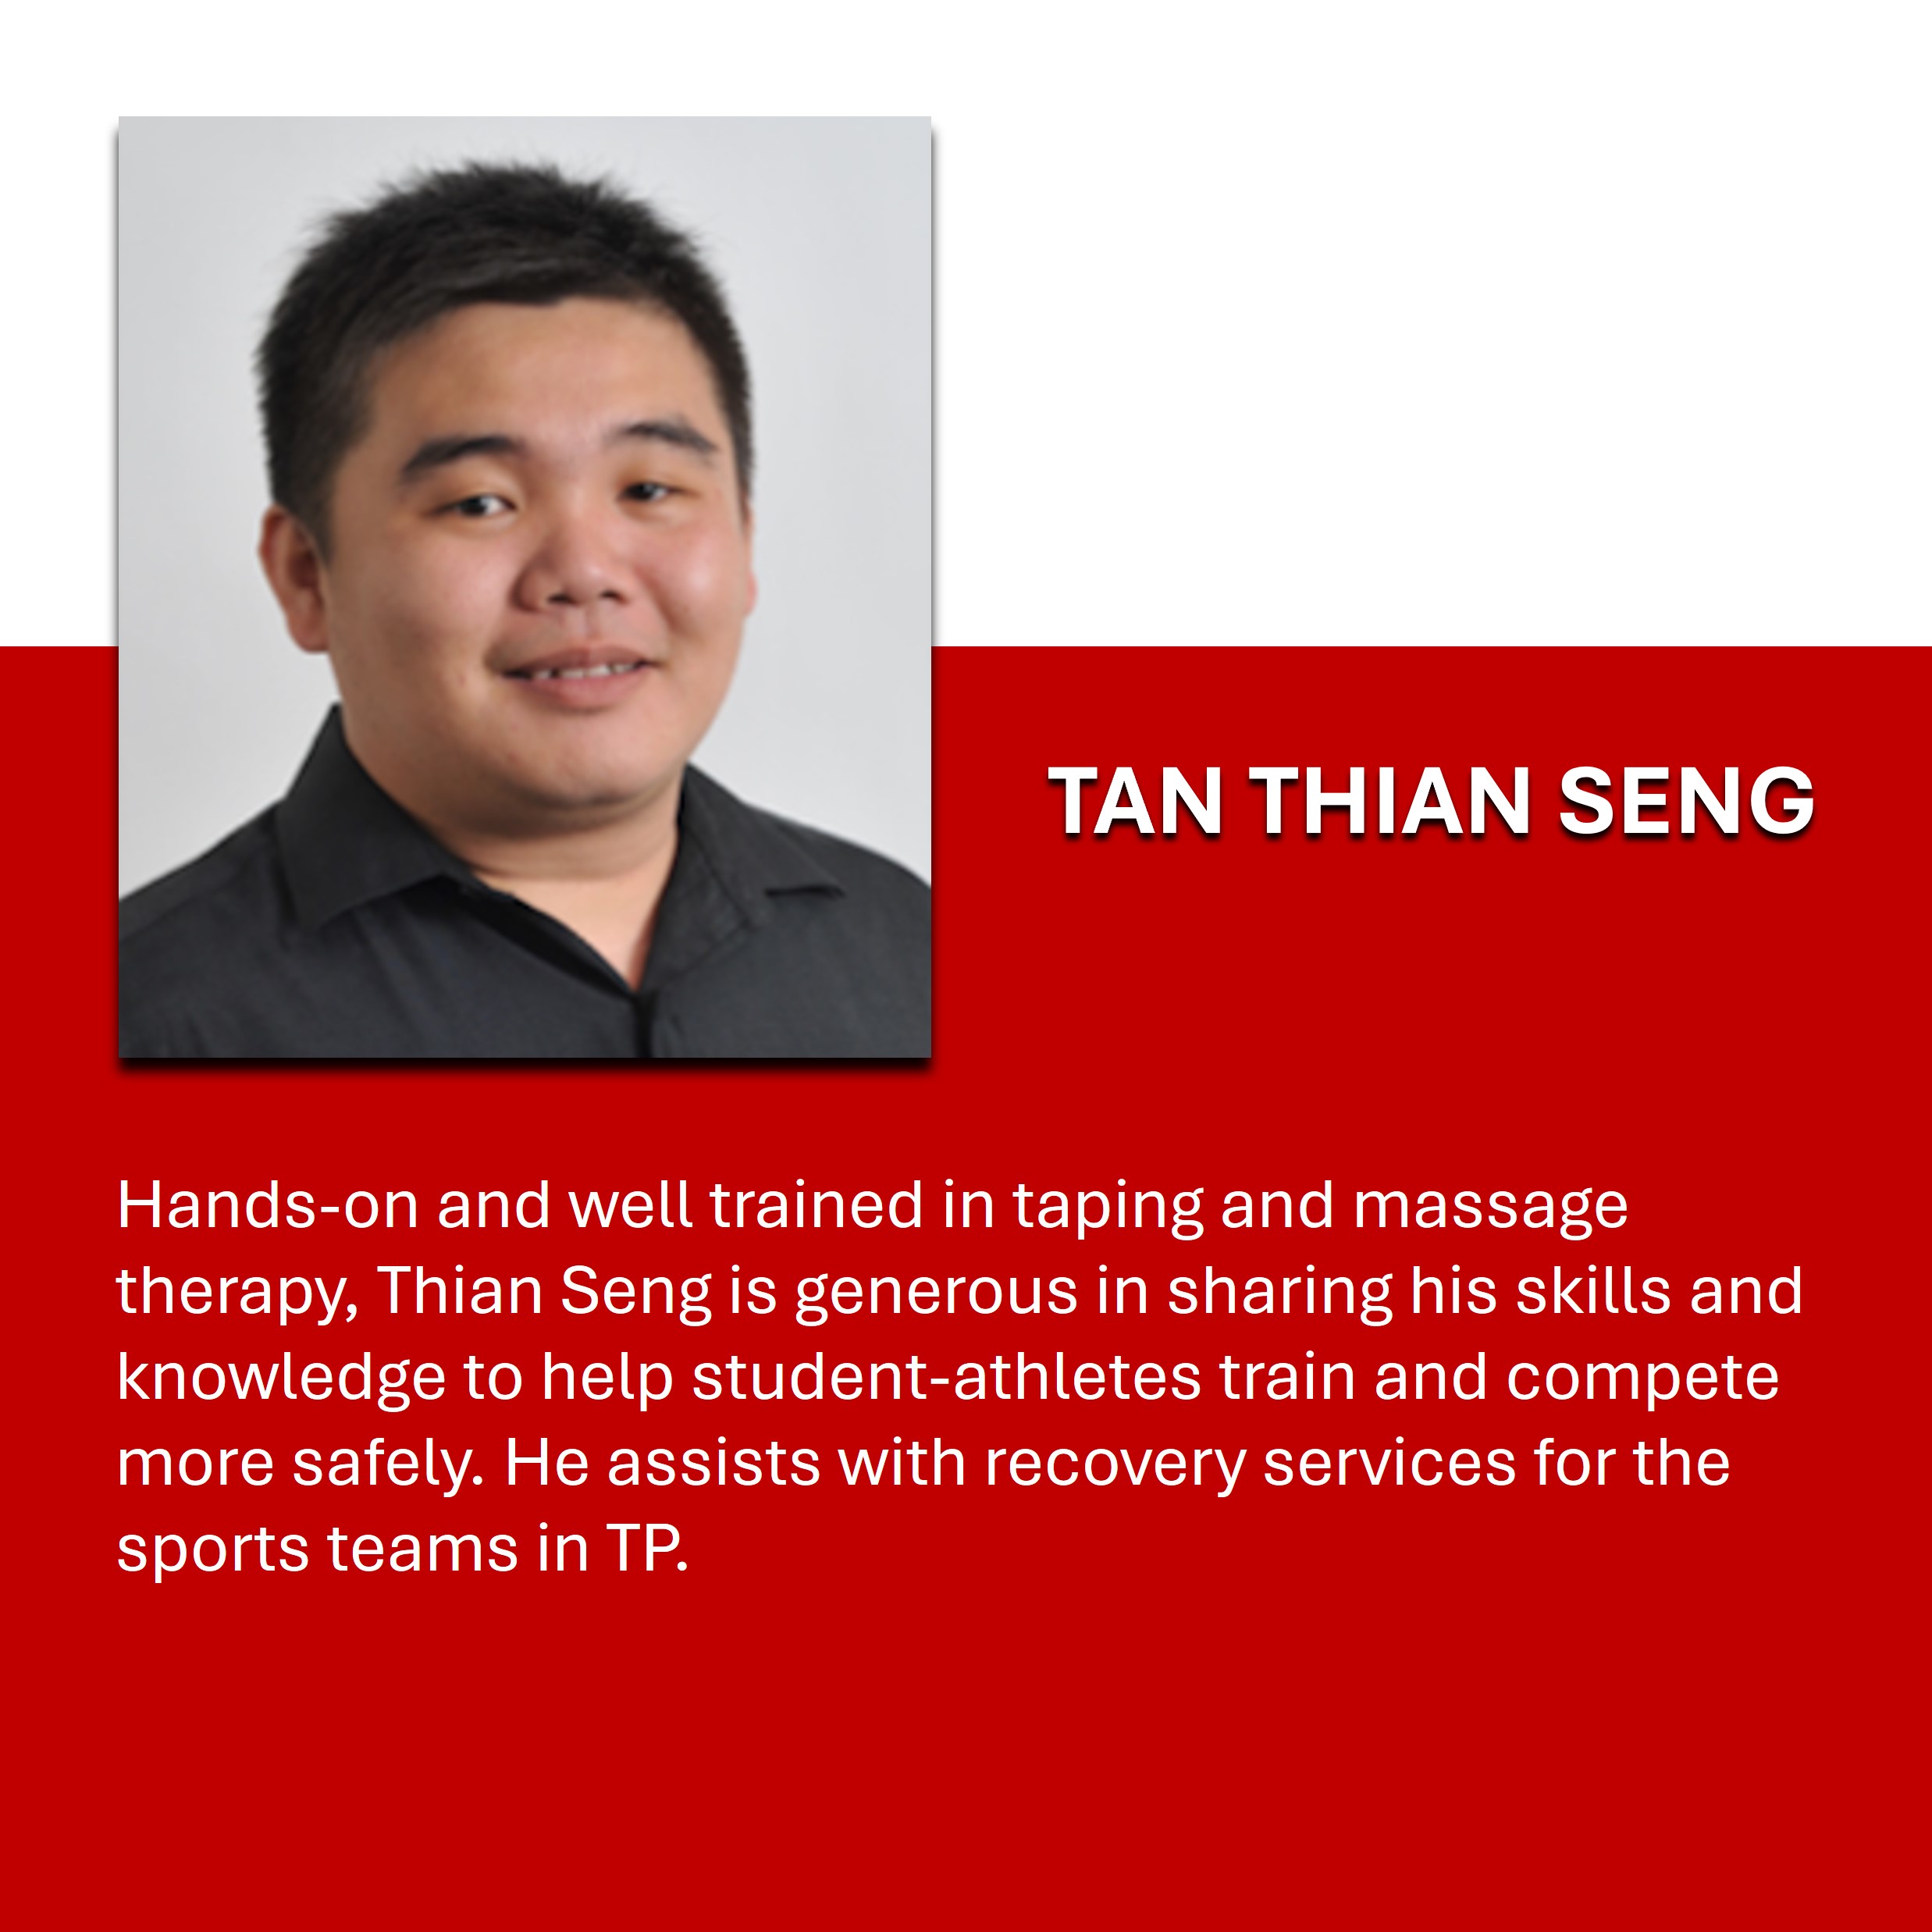 TAN THIAN SENG
Hands-on and well trained in taping and massage
therapy, Thian Seng is generous in sharing his skills and
knowledge to help student-athletes train and compete
more safely. He assists with recovery services for the
sports teams in TP.